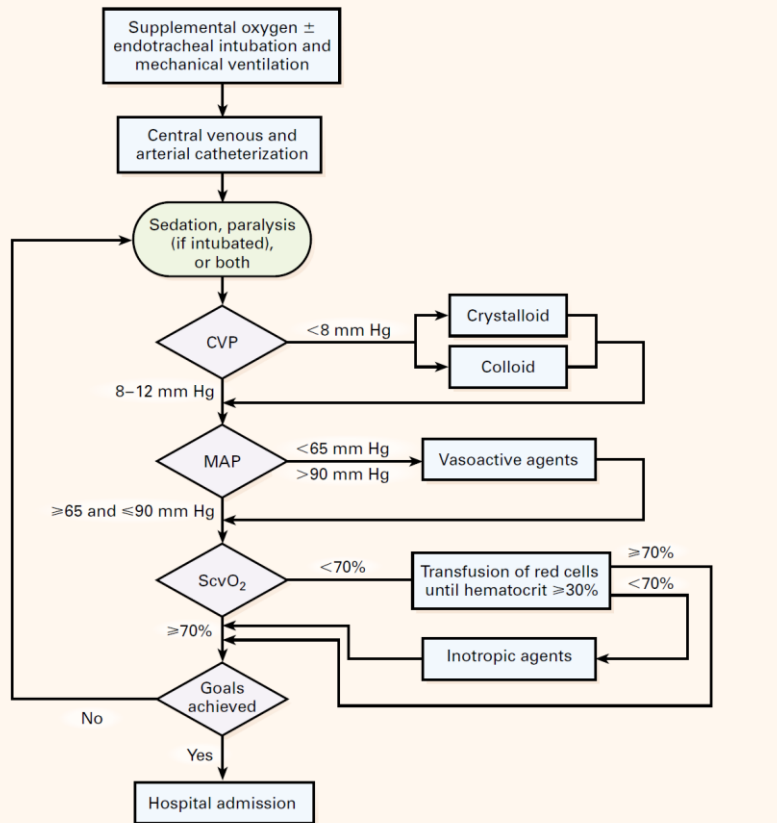 Supplemental oxygen ±
endotracheal intubation and
mechanical ventilation
Central venous and
arterial catheterization
Sedation, paralysis
(if intubated),
or both
CVP
<8 mm Hg
Crystalloid
Colloid
8–12 mm Hg
MAP
<65 mm Hg
>90 mm Hg
Vasoactive agents
≥65 and ≤90 mm Hg
ScvO₂
<70%
Transfusion of red cells
until hematocrit ≥30%
≥70%
<70%
≥70%
Inotropic agents
Goals
achieved
No
Yes
Hospital admission